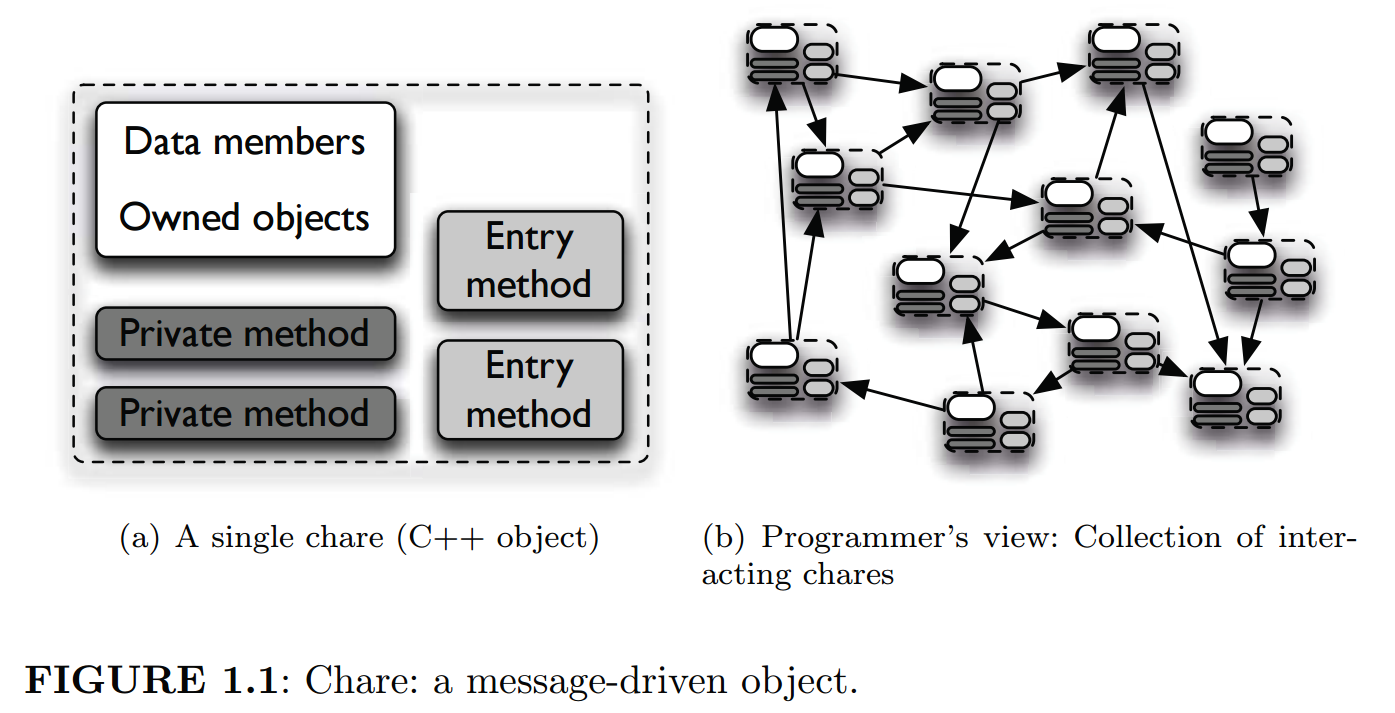 Data members
Owned objects
Private method
Private method
Entry
method
Entry
method
(a) A single chare (C++ object)
(b) Programmer's view: Collection of inter-
acting chares
FIGURE 1.1: Chare: a message-driven object.